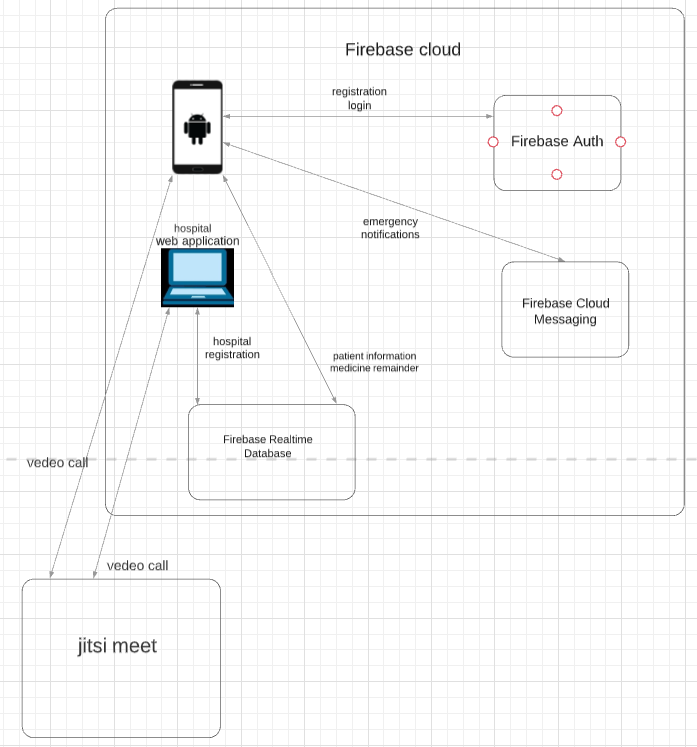 Firebase cloud
registration
login
Firebase Auth
emergency
notifications
hospital
web application
Firebase Cloud
Messaging
hospital
registration
patient information
medicine remainder
Firebase Realtime
Database
vedeo call
vedeo call
jitsi meet